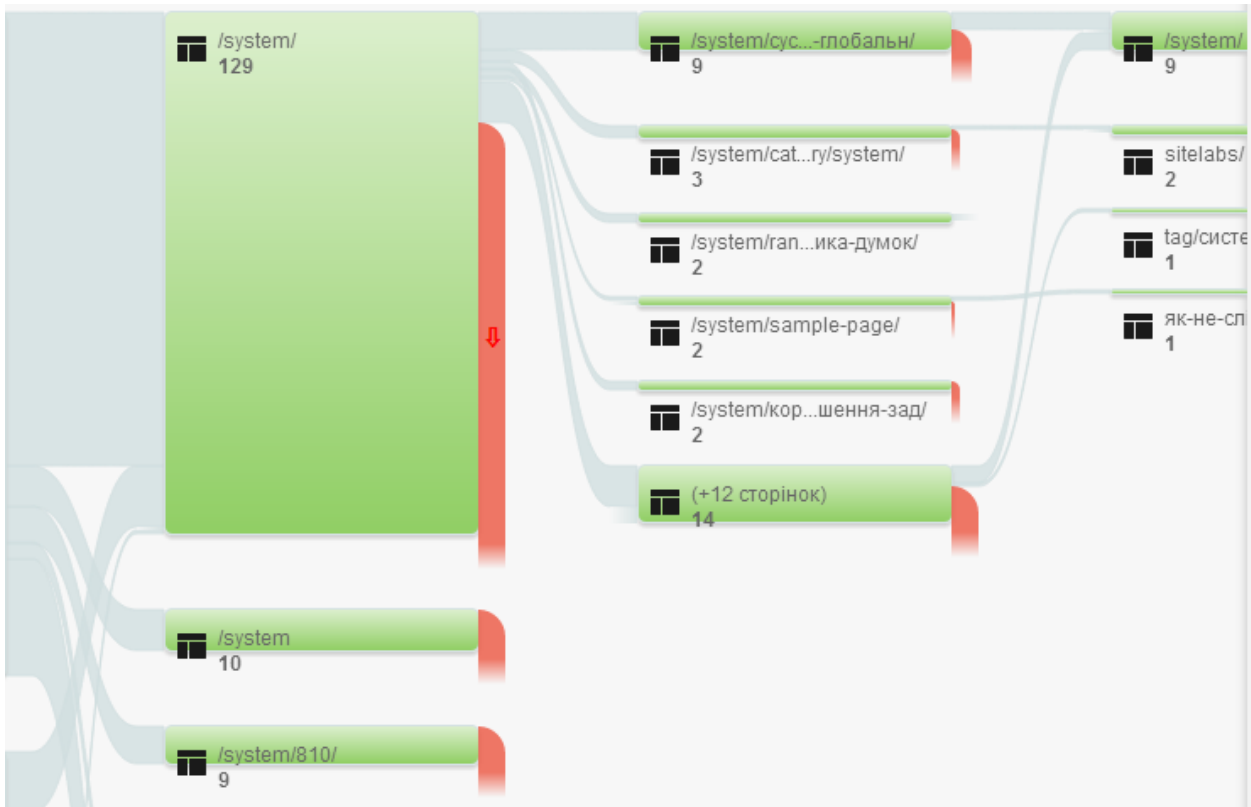 /system/
129
/system
10
/system/810/
9
/system/сус...-глобальн/
9
/system/cat...ry/system/
3
/system/ran...ика-думок/
2
/system/sample-page/
2
/system/кор...шення-зад/
2
(+12 сторінок)
14
/system/
9
sitelabs/
2
tag/систе
1
як-не-сл
1